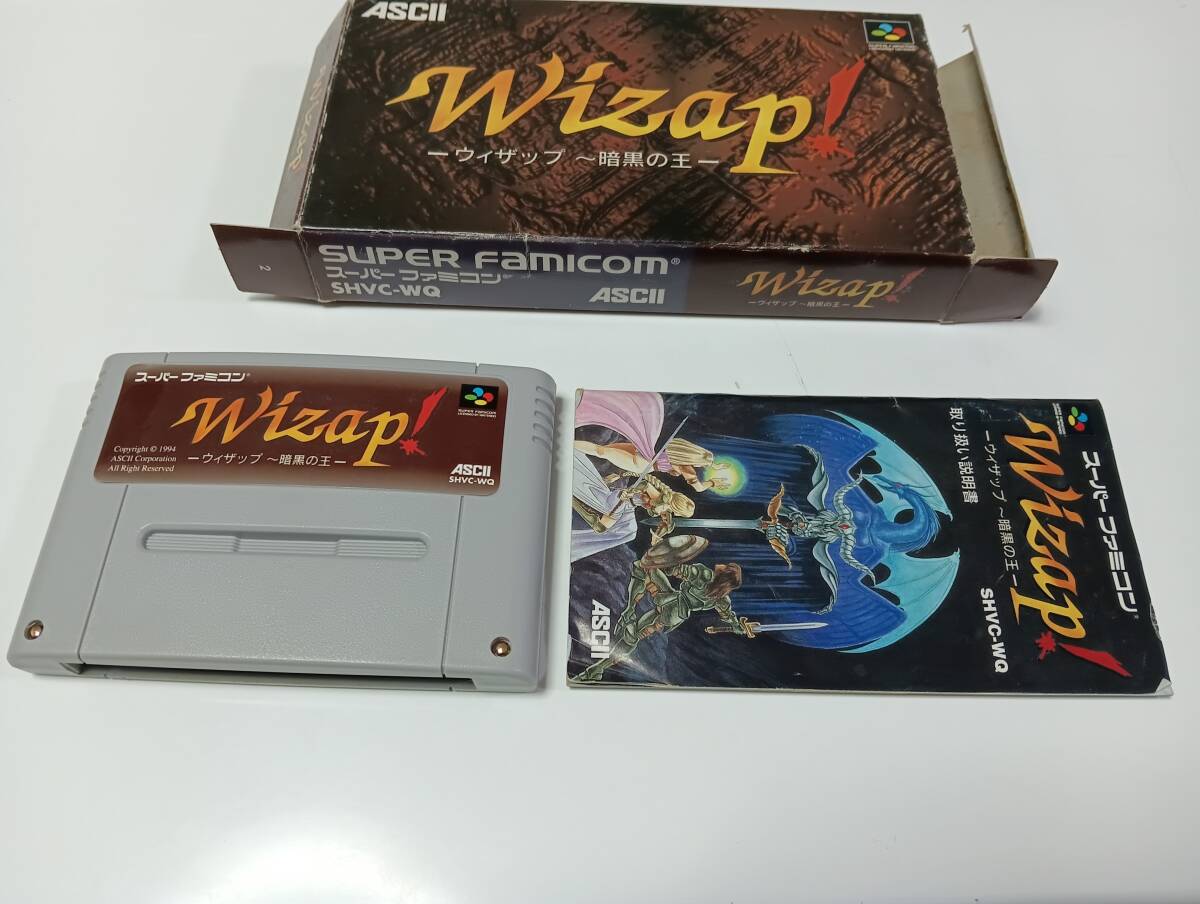 ASCII
SUPER FAMICOM
Wizap!
ーウィザップ 〜暗黒の王ー
Wizap!
2
SUPER FAMICOM®
スーパー ファミコン®
SHVC-WQ
ASCII
Wizap!
ーウィザップ 〜暗黒の王ー
スーパー ファミコン®
Wizap!
ーウィザップ 〜暗黒の王ー
SUPER FAMICOM
Copyright © 1994
ASCII Corporation
All Right Reserved
ASCII
SHVC-WQ
スーパー ファミコン®
Wizap!
ーウィザップ 〜暗黒の王ー
SHVC-WQ
取り扱い説明書
ASCII